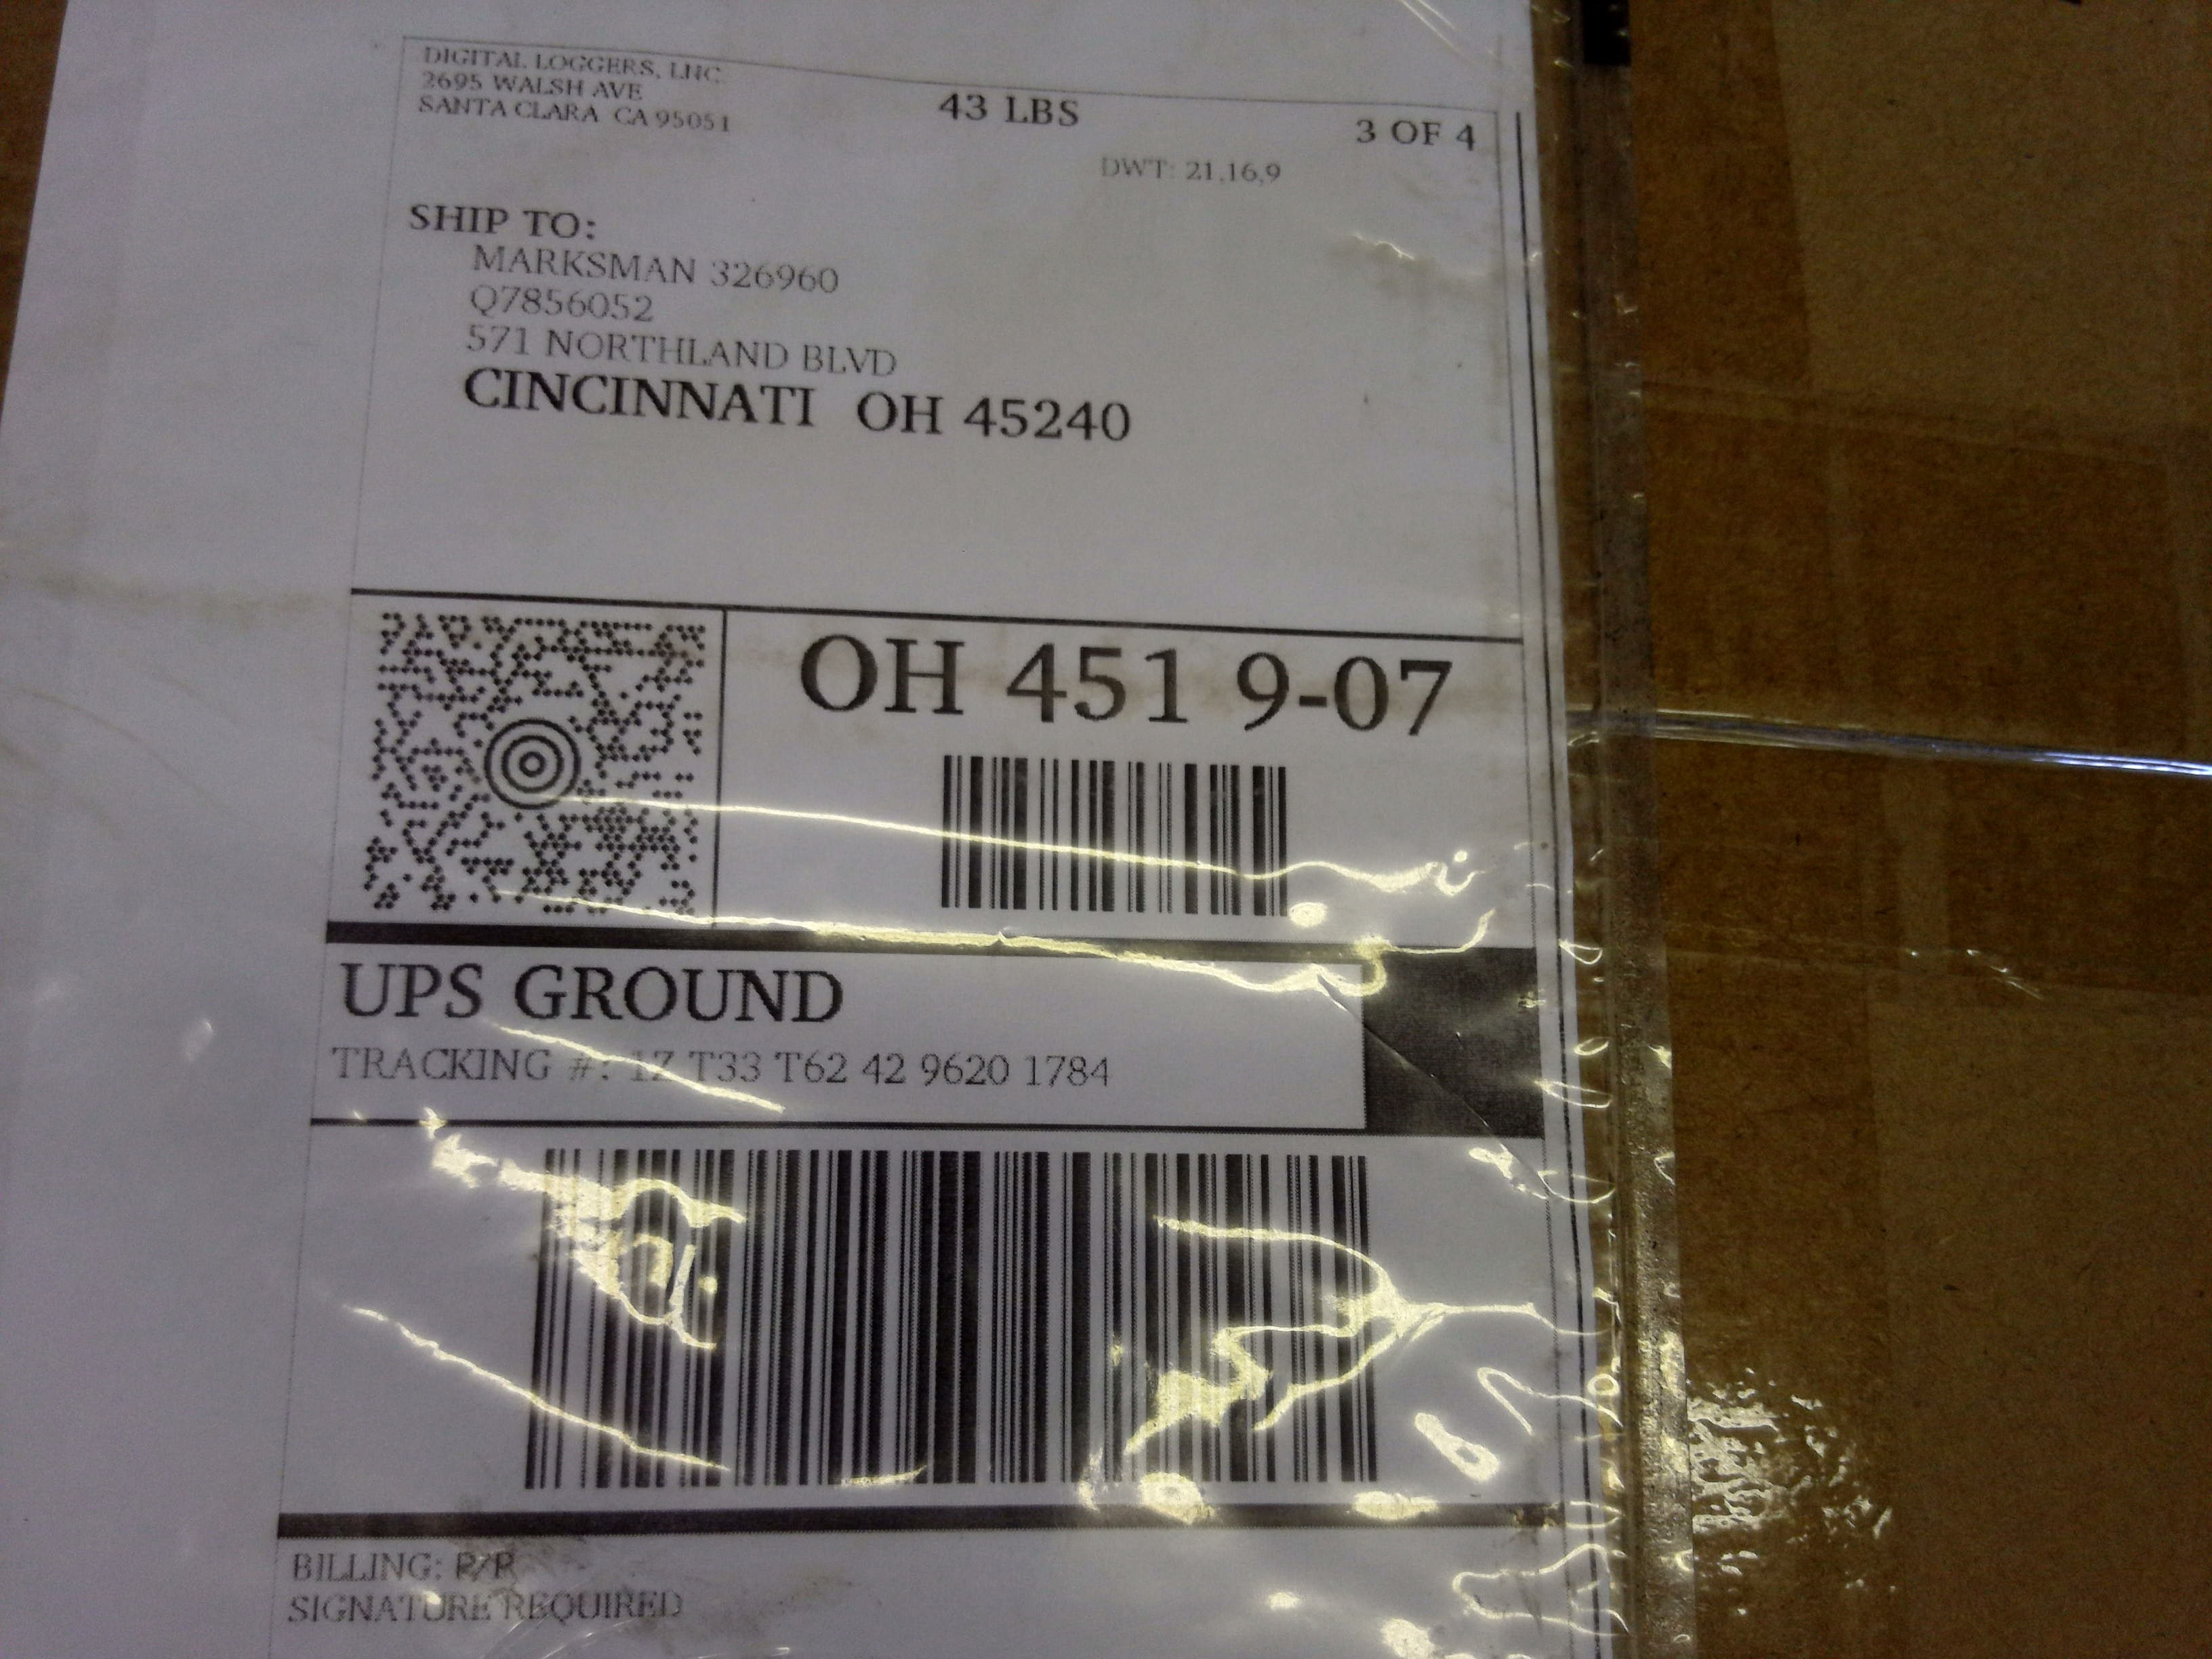 DIGITAL LOGGERS, INC.
2695 WALSH AVE
SANTA CLARA CA 95051
43 LBS
3 OF 4
DWT: 21,16,9
SHIP TO:
MARKSMAN 326960
Q7856052
571 NORTHLAND BLVD
CINCINNATI OH 45240
OH 451 9-07
UPS GROUND
TRACKING #: 1Z T33 T62 42 9620 1784
BILLING: P/P
SIGNATURE REQUIRED